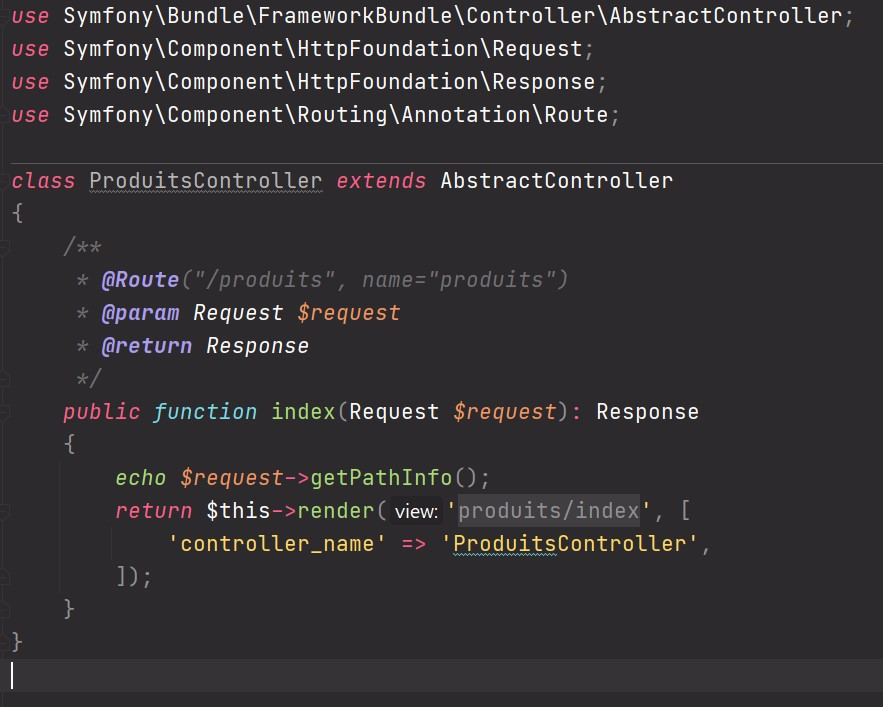 use Symfony\Bundle\FrameworkBundle\Controller\AbstractController;
use Symfony\Component\HttpFoundation\Request;
use Symfony\Component\HttpFoundation\Response;
use Symfony\Component\Routing\Annotation\Route;

class ProduitsController extends AbstractController
{
    /**
     * @Route("/produits", name="produits")
     * @param Request $request
     * @return Response
     */
    public function index(Request $request): Response
    {
        echo $request->getPathInfo();
        return $this->render( view: 'produits/index', [
            'controller_name' => 'ProduitsController',
        ]);
    }
}